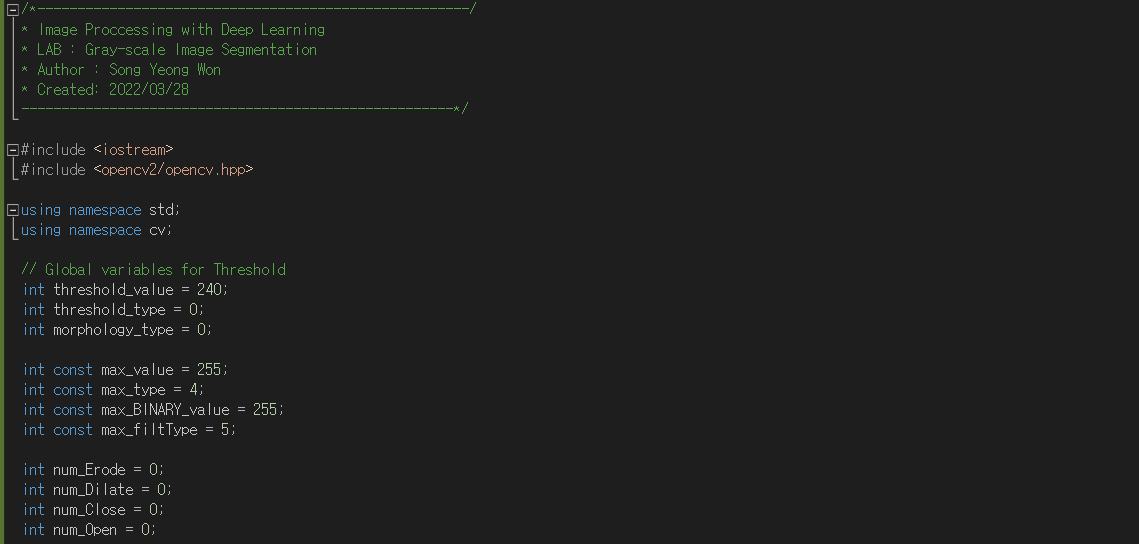 /*------------------------------------------------------/
* Image Proccessing with Deep Learning
* LAB : Gray-scale Image Segmentation
* Author : Song Yeong Won
* Created: 2022/03/28
------------------------------------------------------*/
#include <iostream>
#include <opencv2/opencv.hpp>
using namespace std;
using namespace cv;
// Global variables for Threshold
int threshold_value = 240;
int threshold_type = 0;
int morphology_type = 0;
int const max_value = 255;
int const max_type = 4;
int const max_BINARY_value = 255;
int const max_filtType = 5;
int num_Erode = 0;
int num_Dilate = 0;
int num_Close = 0;
int num_Open = 0;